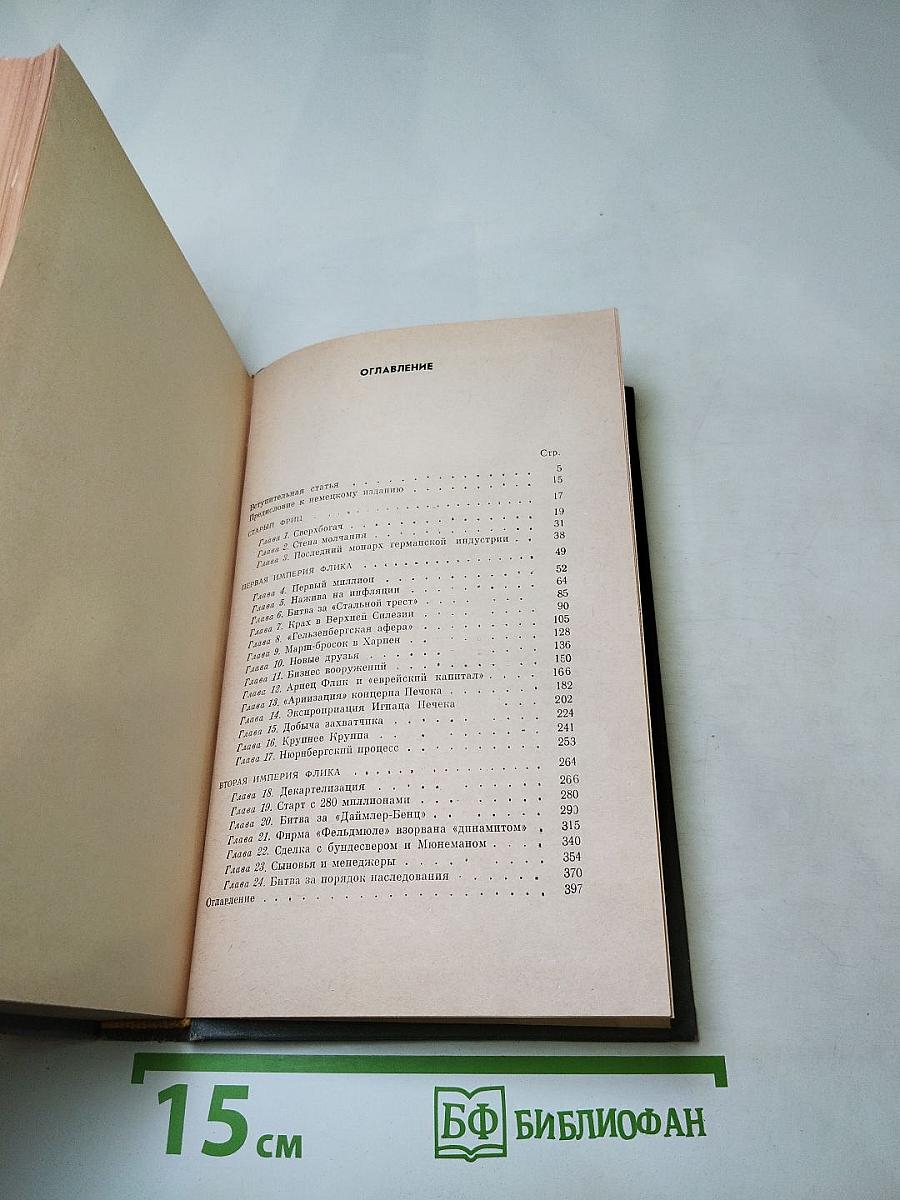 ОГЛАВЛЕНИЕ
Стр.
Вступительная статья . . . . . . . . . . . . . 5
Предисловие к немецкому изданию . . . . . . . . . 15
СТАРЫЙ ФРИЦ . . . . . . . . . . . . . . 17
Глава 1. Сверхбогач . . . . . . . . . . . . 19
Глава 2. Стена молчания . . . . . . . . . . . 31
Глава 3. Последний монарх германской индустрии . . 38
ПЕРВАЯ ИМПЕРИЯ ФЛИКА . . . . . . . . . . . . 49
Глава 4. Первый миллион . . . . . . . . . . 52
Глава 5. Нажива на инфляции . . . . . . . . . 64
Глава 6. Битва за «Стальной трест» . . . . . . . 85
Глава 7. Крах в Верхней Силезии . . . . . . . . 90
Глава 8. «Гельзенбергская афера» . . . . . . . . 105
Глава 9. Марш-бросок в Харпен . . . . . . . . 128
Глава 10. Новые друзья . . . . . . . . . . . 136
Глава 11. Бизнес вооружений . . . . . . . . . 150
Глава 12. Ариец Флик и «еврейский капитал» . . . . 166
Глава 13. «Ариизация» концерна Печека . . . . . . 182
Глава 14. Экспроприация Игнаца Печека . . . . . 202
Глава 15. Добыча захватчика . . . . . . . . . 224
Глава 16. Крупнее Круппа . . . . . . . . . . 241
Глава 17. Нюрнбергский процесс . . . . . . . . 253
ВТОРАЯ ИМПЕРИЯ ФЛИКА . . . . . . . . . . . . 264
Глава 18. Декартелизация . . . . . . . . . . 266
Глава 19. Старт с 280 миллионами . . . . . . . 280
Глава 20. Битва за «Даймлер-Бенц» . . . . . . . 290
Глава 21. Фирма «Фельдмюле» взорвана «динамитом» . 315
Глава 22. Сделка с бундесвером и Мюнеманом . . . . 340
Глава 23. Сыновья и менеджеры . . . . . . . . 354
Глава 24. Битва за порядок наследования . . . . . . 370
Оглавление . . . . . . . . . . . . . . . . 397
15 см
БФ БИБЛИОФАН